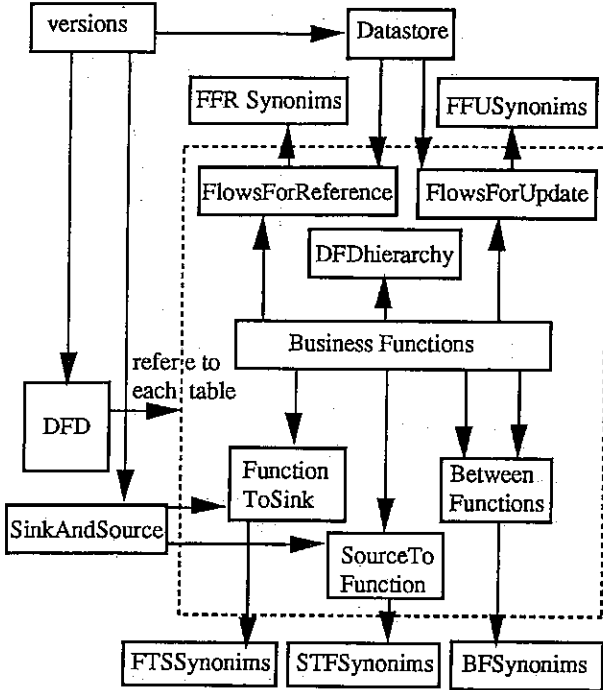 versions
Datastore
FFR Synonims
FFUSynonims
FlowsForReference
FlowsForUpdate
DFDhierarchy
Business Functions
refere to
each table
DFD
Function
ToSink
Between
Functions
SinkAndSource
SourceTo
Function
FTSSynonims
STFSynonims
BFSynonims